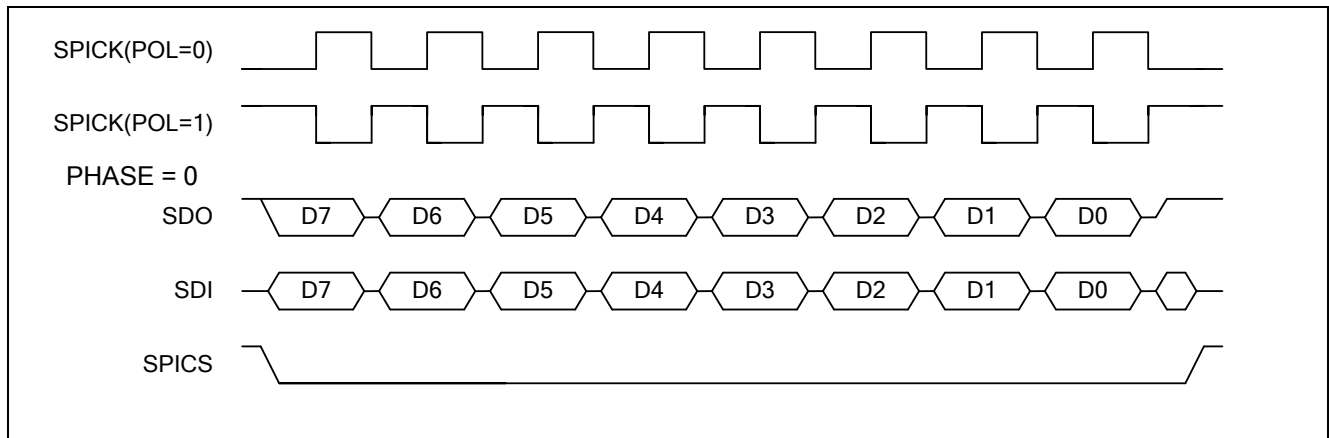 SPICK(POL=0)
SPICK(POL=1)
PHASE = 0
SDO D7 D6 D5 D4 D3 D2 D1 D0
SDI D7 D6 D5 D4 D3 D2 D1 D0
SPICS